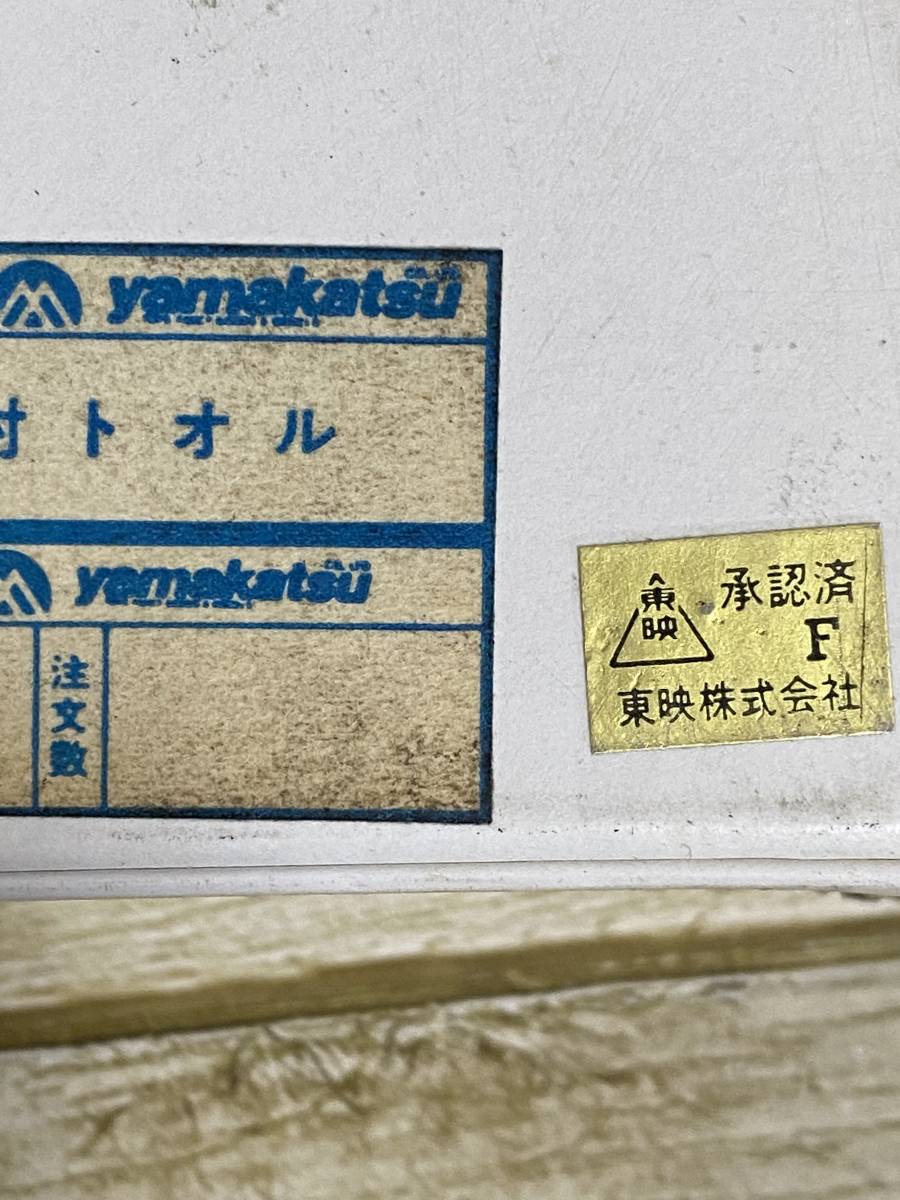 yamakatsu
村トオル
yamakatsu
注文数
東映
承認済
F
東映株式会社